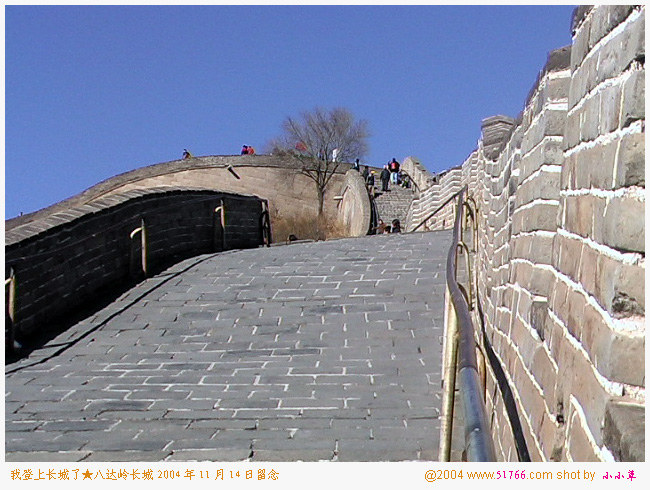 我登上长城了★八达岭长城 2004 年 11 月 14 日留念
@2004 www.51766.com shot by 小小草